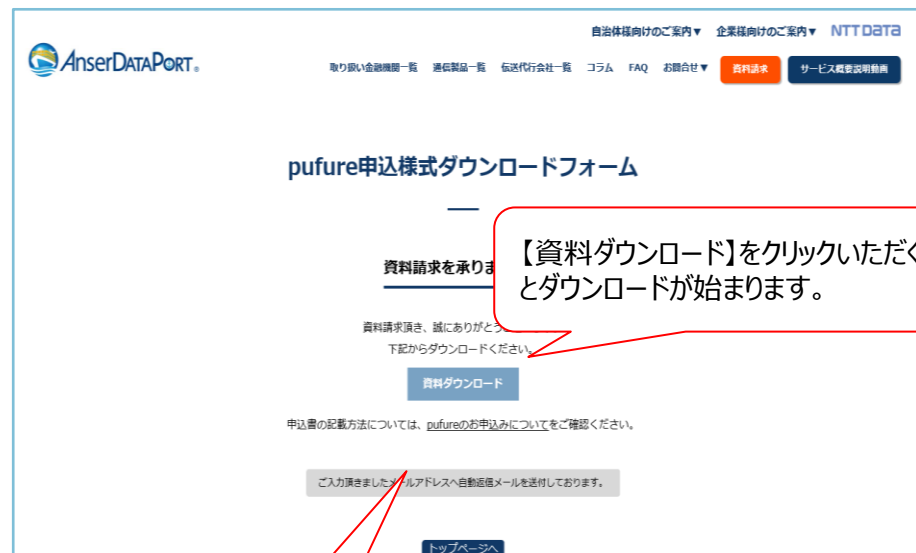 自治体様向けのご案内▼ 企業様向けのご案内▼ NTT DATA
AnserDATAPORT®
取り扱い金融機関一覧 通信製品一覧 伝送代行会社一覧 コラム FAQ お問合せ▼ 資料請求 サービス概要説明動画
pufure申込様式ダウンロードフォーム
資料請求を承りま
【資料ダウンロード】をクリックいただく
とダウンロードが始まります。
資料請求頂き、誠にありがと
下記からダウンロードください。
資料ダウンロード
申込書の記載方法については、pufureのお申込みについてをご確認ください。
ご入力頂きましたメールアドレスへ自動返信メールを送付しております。
トップページへ